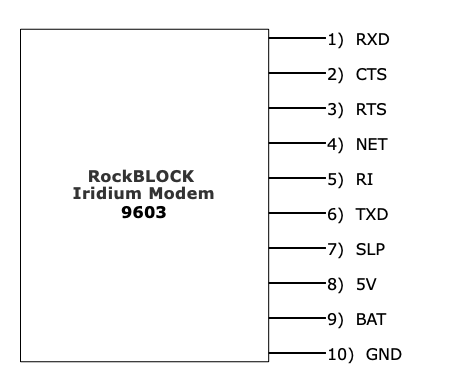 1) RXD
2) CTS
3) RTS
4) NET
5) RI
6) TXD
7) SLP
8) 5V
9) BAT
10) GND
RockBLOCK
Iridium Modem
9603